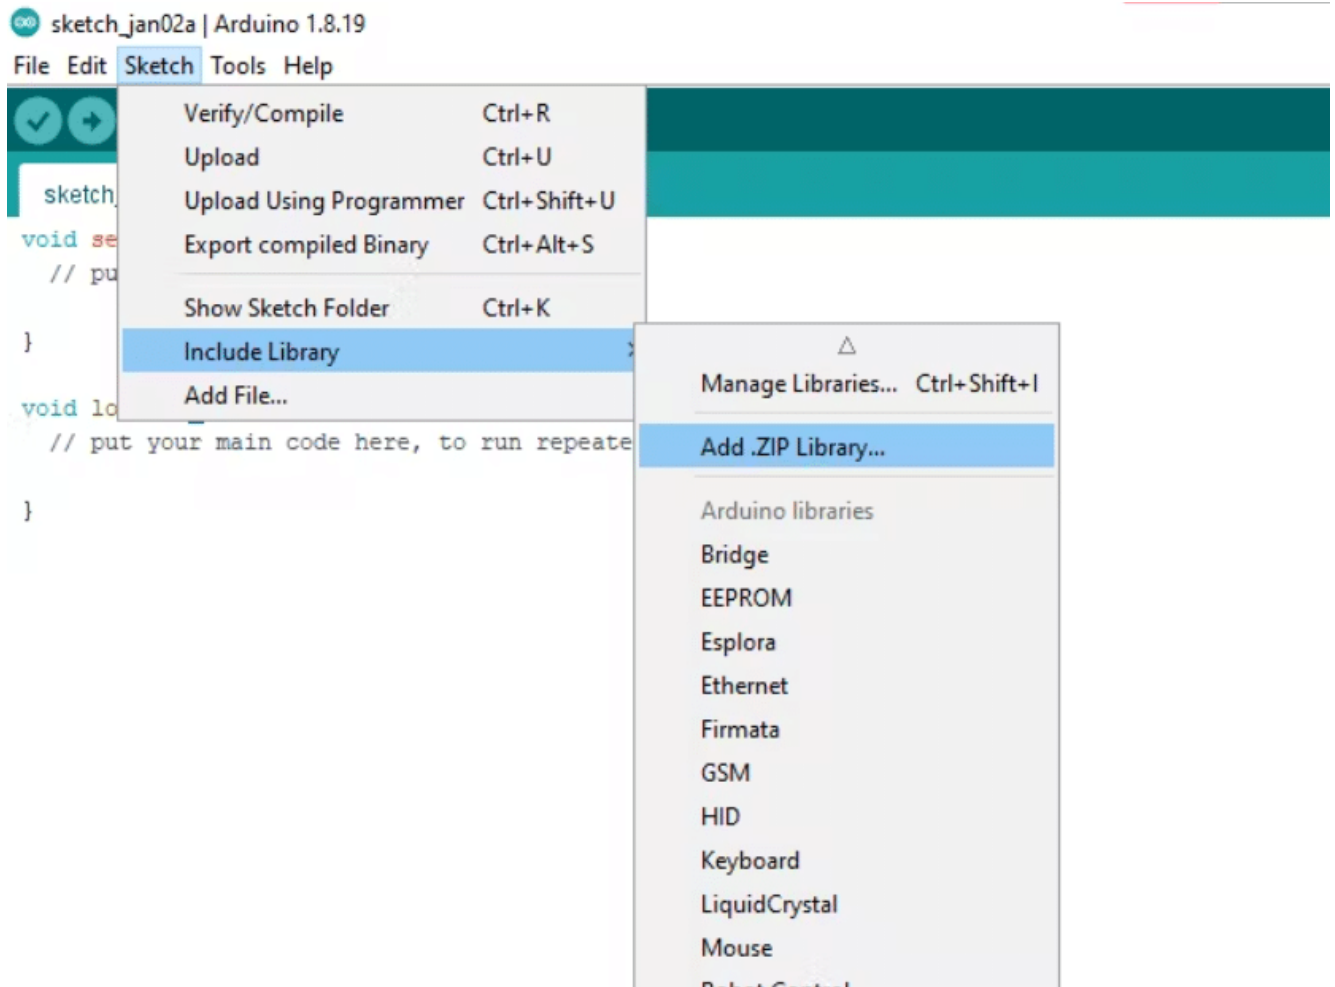 sketch_jan02a | Arduino 1.8.19
File Edit Sketch Tools Help
Verify/Compile Ctrl+R
Upload Ctrl+U
Upload Using Programmer Ctrl+Shift+U
Export compiled Binary Ctrl+Alt+S
Show Sketch Folder Ctrl+K
Include Library
Add File...
sketch_
void se
// pu
}
void lo
// put your main code here, to run repeate
}
Manage Libraries... Ctrl+Shift+I
Add .ZIP Library...
Arduino libraries
Bridge
EEPROM
Esplora
Ethernet
Firmata
GSM
HID
Keyboard
LiquidCrystal
Mouse